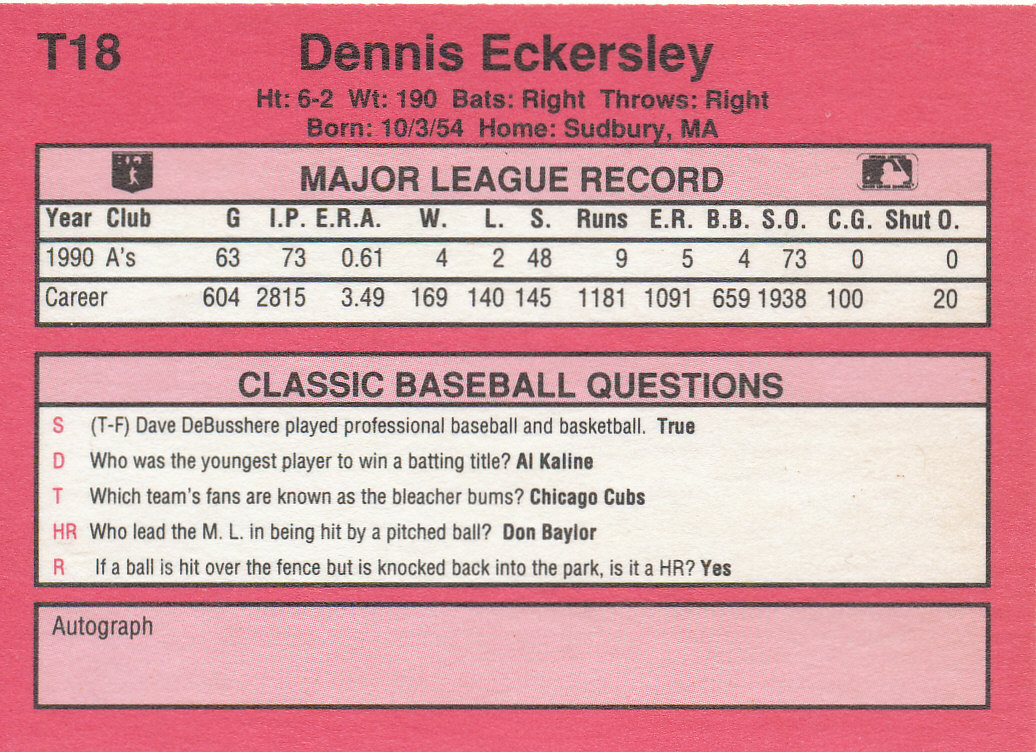 T18 Dennis Eckersley
Ht: 6-2 Wt: 190 Bats: Right Throws: Right
Born: 10/3/54 Home: Sudbury, MA
MAJOR LEAGUE RECORD
Year Club G I.P. E.R.A. W. L. S. Runs E.R. B.B. S.O. C.G. Shut O.
1990 A's 63 73 0.61 4 2 48 9 5 4 73 0 0
Career 604 2815 3.49 169 140 145 1181 1091 659 1938 100 20
CLASSIC BASEBALL QUESTIONS
S (T-F) Dave DeBusshere played professional baseball and basketball. True
D Who was the youngest player to win a batting title? Al Kaline
T Which team's fans are known as the bleacher bums? Chicago Cubs
HR Who lead the M. L. in being hit by a pitched ball? Don Baylor
R If a ball is hit over the fence but is knocked back into the park, is it a HR? Yes
Autograph